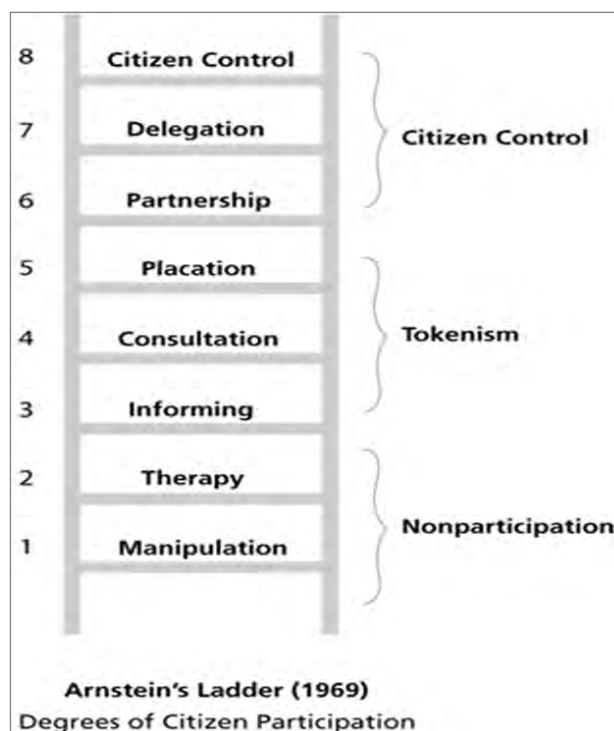 8 Citizen Control
7 Delegation
Citizen Control
6 Partnership
5 Placation
4 Consultation
Tokenism
3 Informing
2 Therapy
Nonparticipation
1 Manipulation
Arnstein's Ladder (1969)
Degrees of Citizen Participation